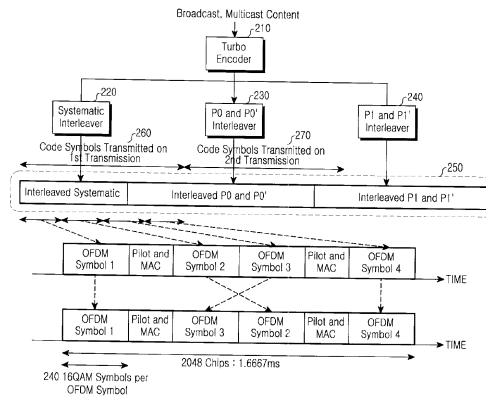 Broadcast, Multicast Content
210
Turbo
Encoder
220
230
240
Systematic
Interleaver
P0 and P0'
Interleaver
P1 and P1'
Interleaver
260
270
Code Symbols Transmitted on
1st Transmission
Code Symbols Transmitted on
2nd Transmission
250
Interleaved Systematic
Interleaved P0 and P0'
Interleaved P1 and P1'
OFDM
Symbol 1
Pilot and
MAC
OFDM
Symbol 2
OFDM
Symbol 3
Pilot and
MAC
OFDM
Symbol 4
TIME
OFDM
Symbol 1
Pilot and
MAC
OFDM
Symbol 3
OFDM
Symbol 2
Pilot and
MAC
OFDM
Symbol 4
TIME
2048 Chips : 1.6667ms
240 16QAM Symbols per
OFDM Symbol